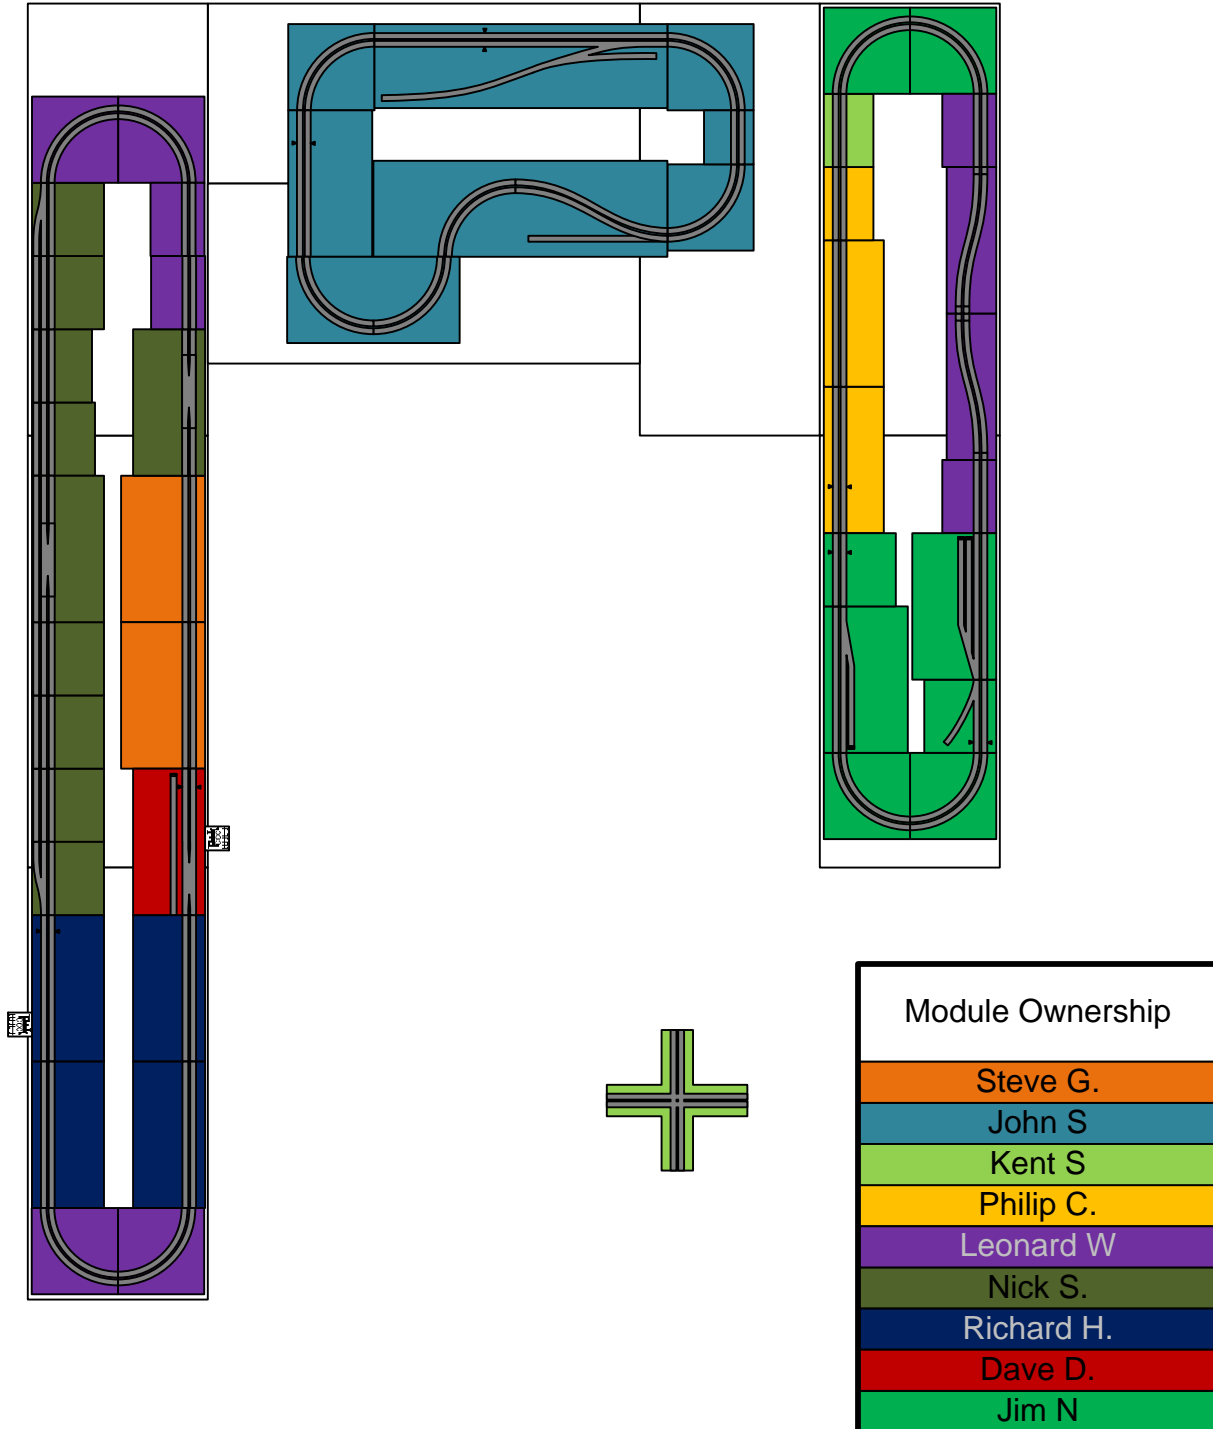 Module Ownership
Steve G.
John S
Kent S
Philip C.
Leonard W
Nick S.
Richard H.
Dave D.
Jim N